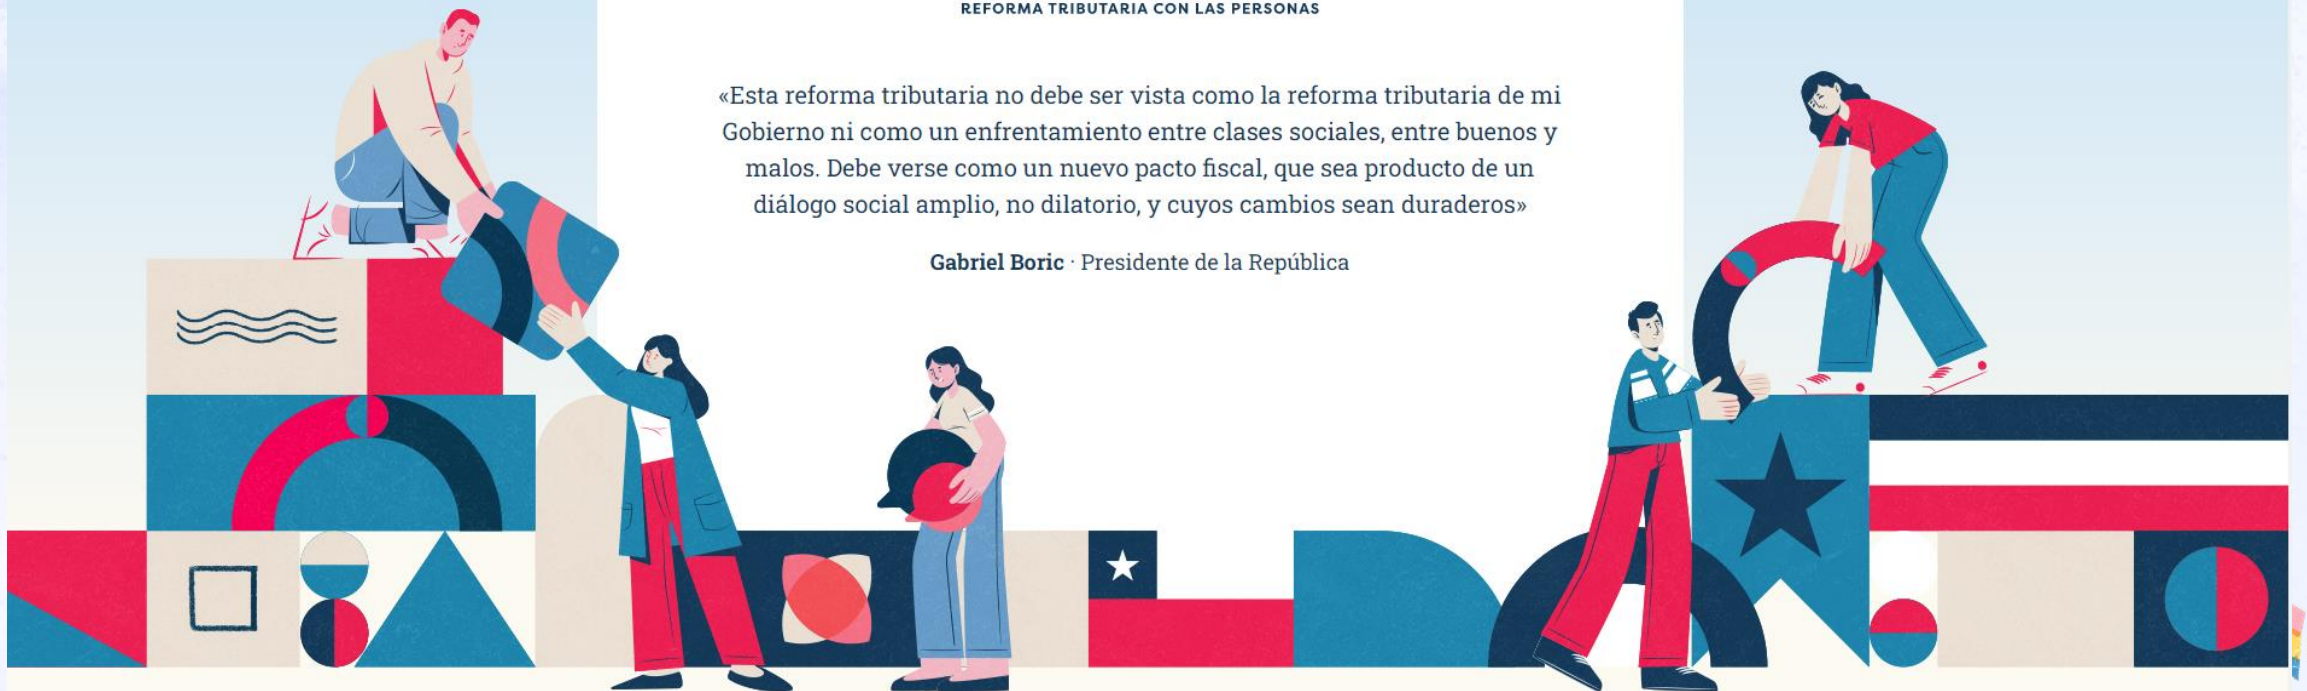 REFORMA TRIBUTARIA CON LAS PERSONAS
«Esta reforma tributaria no debe ser vista como la reforma tributaria de mi
Gobierno ni como un enfrentamiento entre clases sociales, entre buenos y
malos. Debe verse como un nuevo pacto fiscal, que sea producto de un
diálogo social amplio, no dilatorio, y cuyos cambios sean duraderos»
Gabriel Boric · Presidente de la República